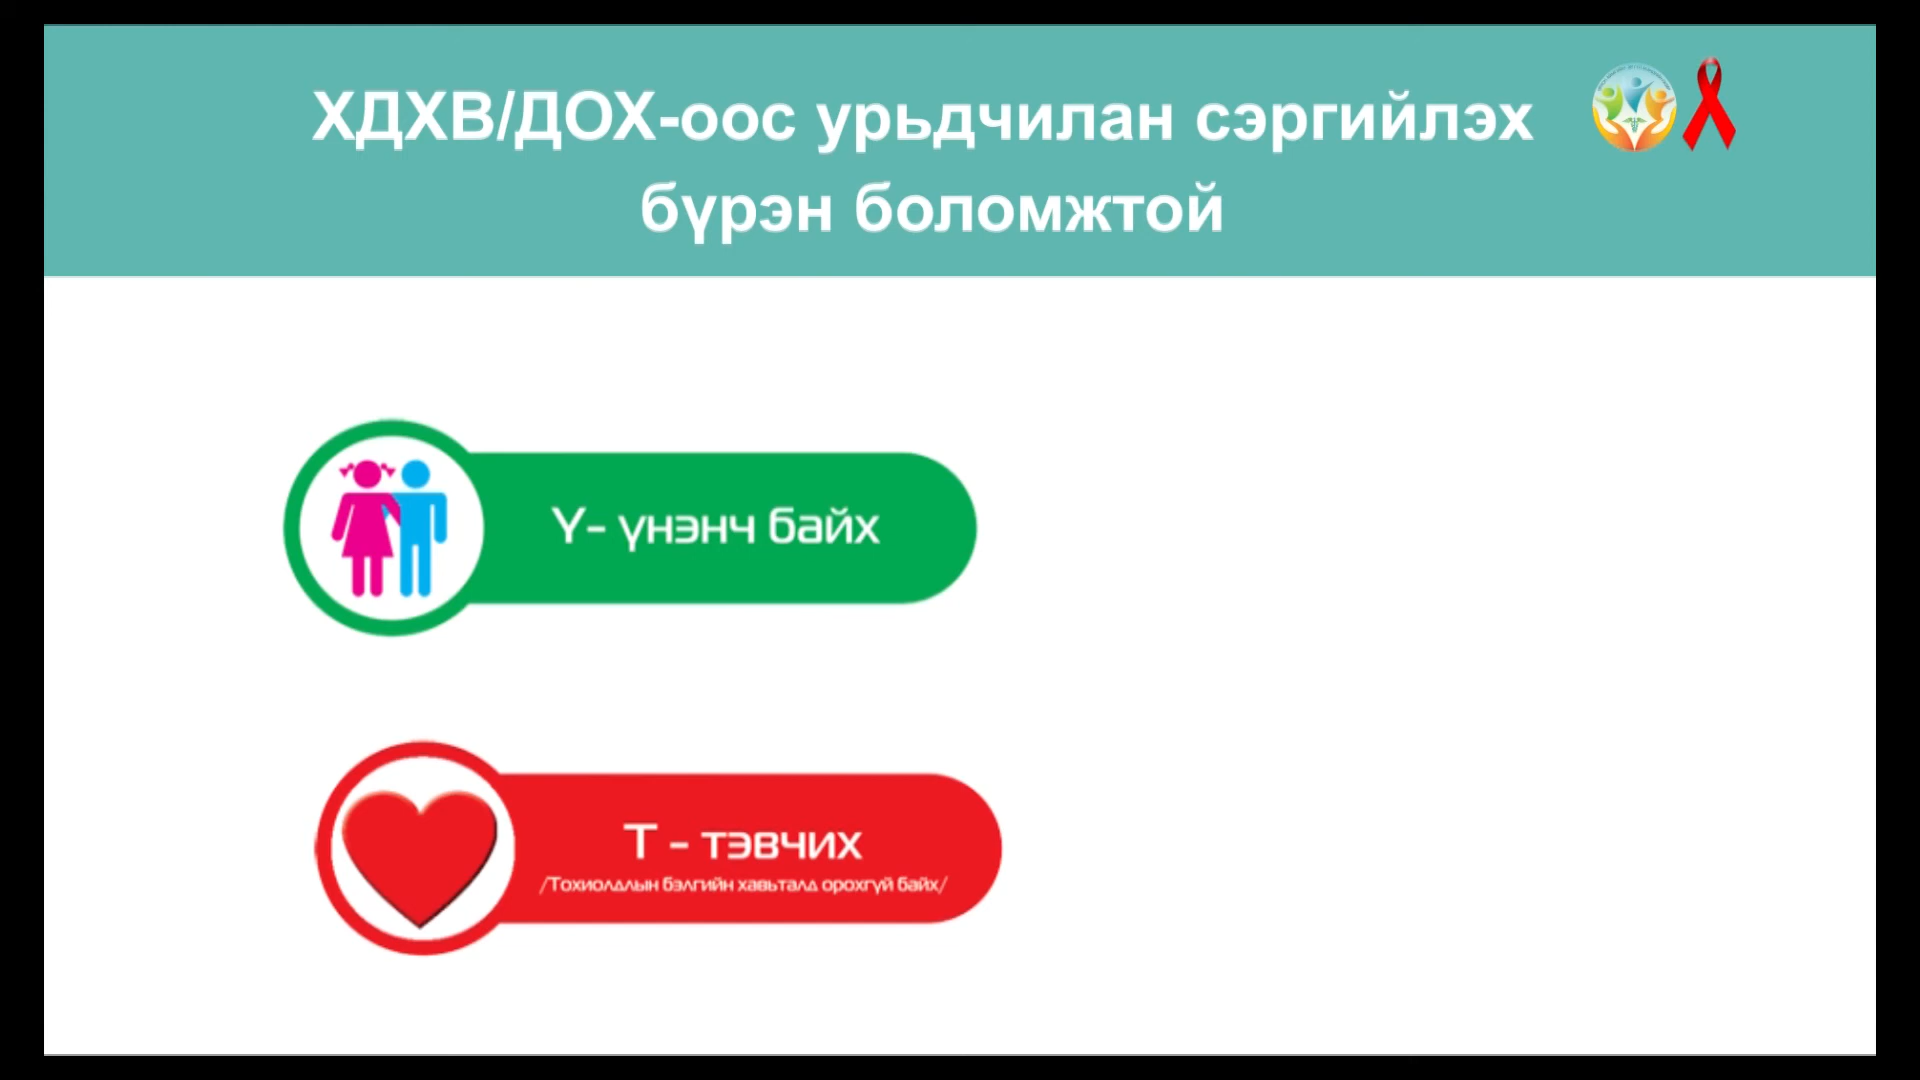 ХДХВ/ДОХ-оос урьдчилан сэргийлэх
бүрэн боломжтой
Ү- үнэнч байх
Т - тэвчих
/Тохиолдлын бэлгийн хавьталд орохгүй байх/